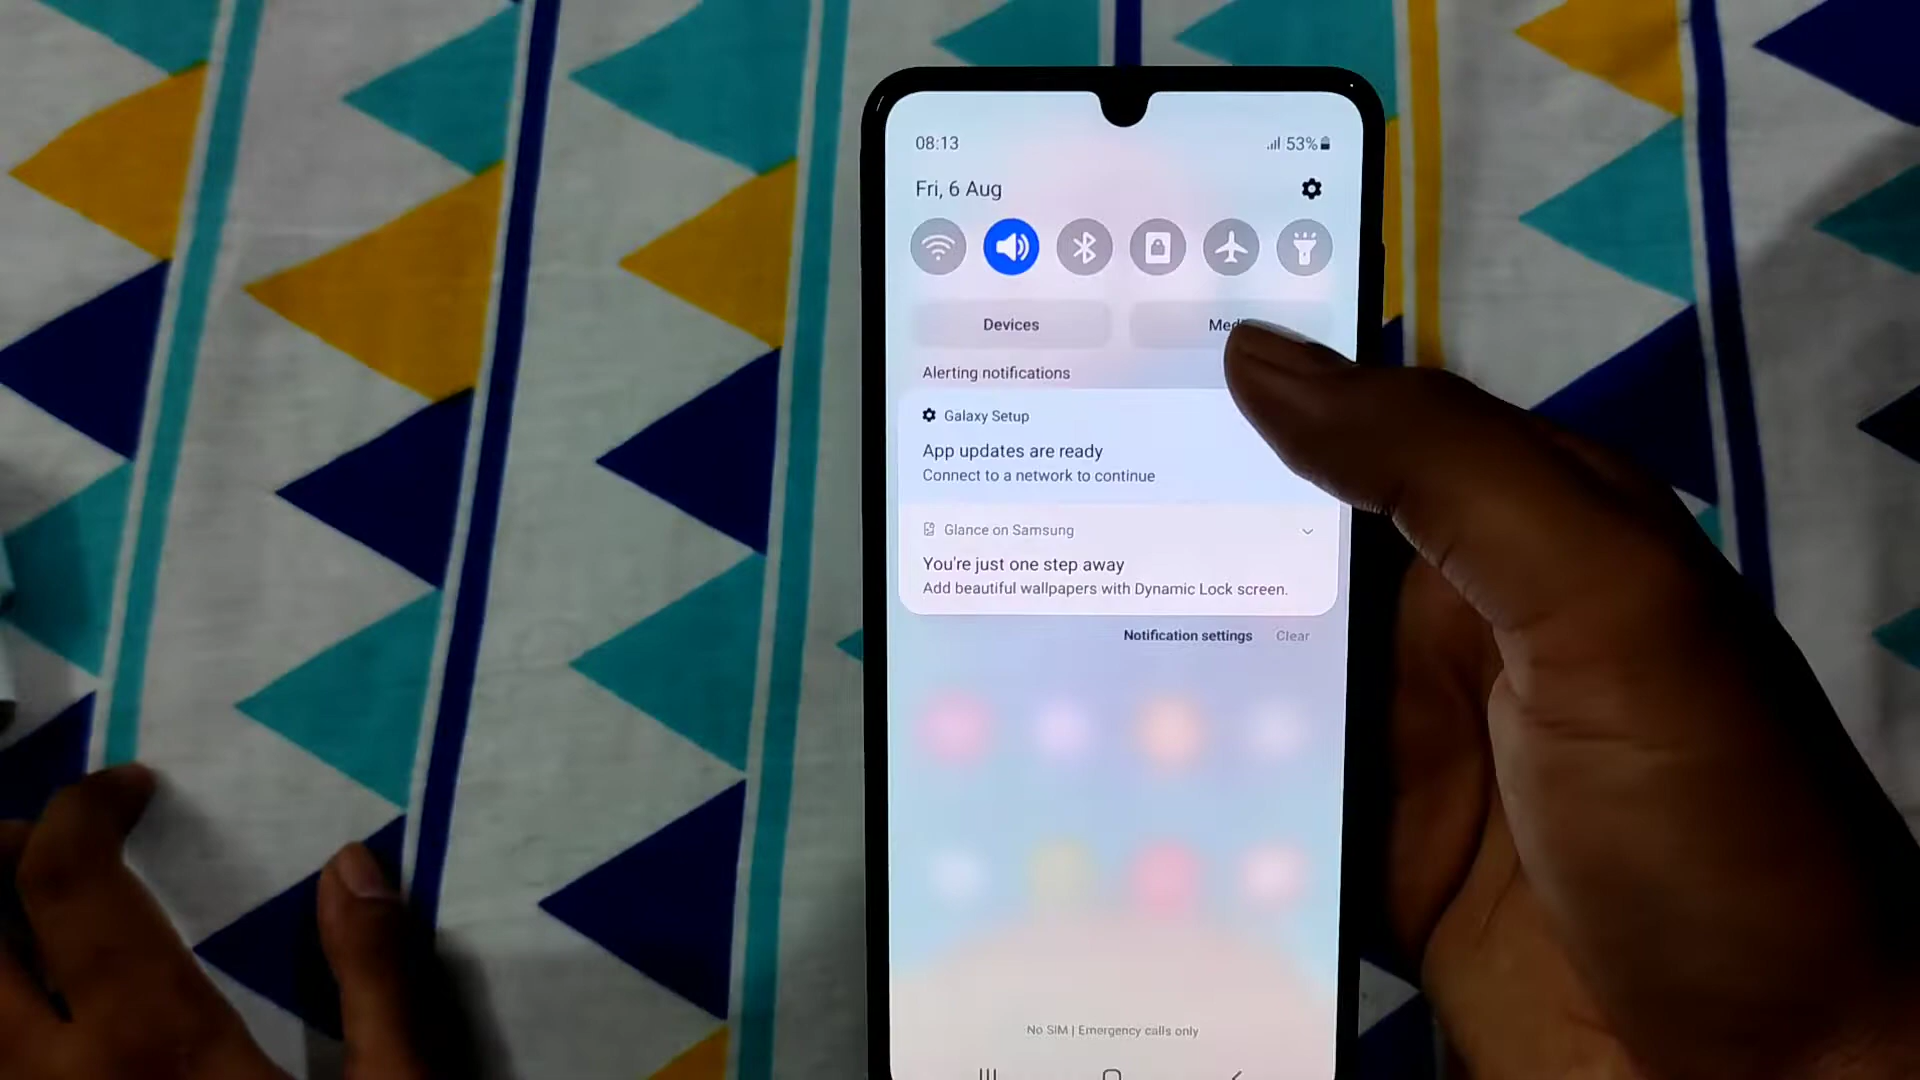 08:13
53%
Fri, 6 Aug
Devices
Alerting notifications
Galaxy Setup
App updates are ready
Connect to a network to continue
Glance on Samsung
You're just one step away
Add beautiful wallpapers with Dynamic Lock screen.
Notification settings
Clear
No SIM | Emergency calls only